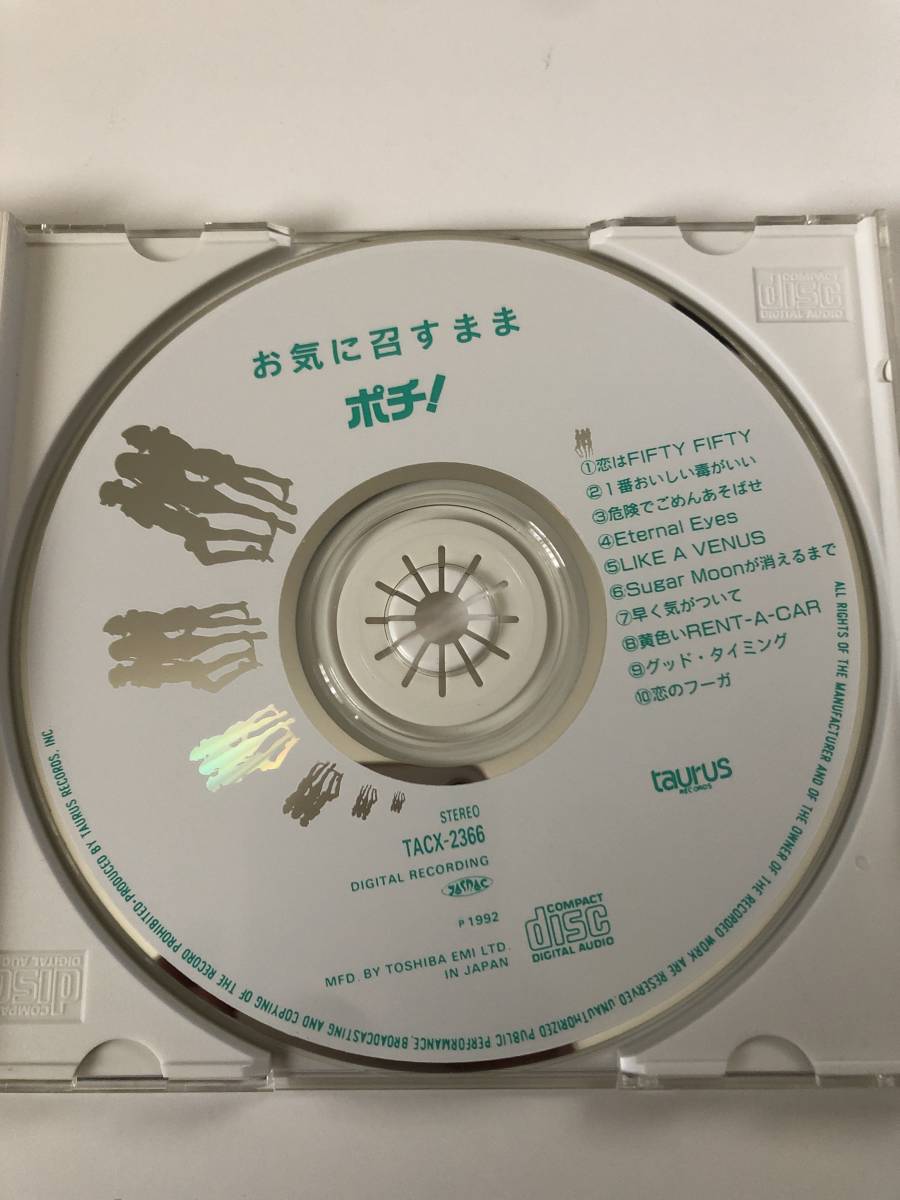 お気に召すまま
ポチ!
①恋はFIFTY FIFTY
②1番おいしい毒がいい
③危険でごめんあそばせ
④Eternal Eyes
⑤LIKE A VENUS
⑥Sugar Moonが消えるまで
⑦早く気がついて
⑧黄色いRENT-A-CAR
⑨グッド・タイミング
⑩恋のフーガ
taurus
RECORDS
STEREO
TACX-2366
DIGITAL RECORDING
JASRAC
℗1992
MFD. BY TOSHIBA EMI LTD.
IN JAPAN
COMPACT
disc
DIGITAL AUDIO
ALL RIGHTS OF THE MANUFACTURER AND OF THE OWNER OF THE RECORDED WORK ARE RESERVED. UNAUTHORIZED PUBLIC PERFORMANCE, BROADCASTING AND COPYING OF THE RECORD PROHIBITED・PRODUCED BY TAURUS RECORDS, INC.
COMPACT
disc
DIGITAL AUDIO
COMPACT
disc
DIGITAL AU